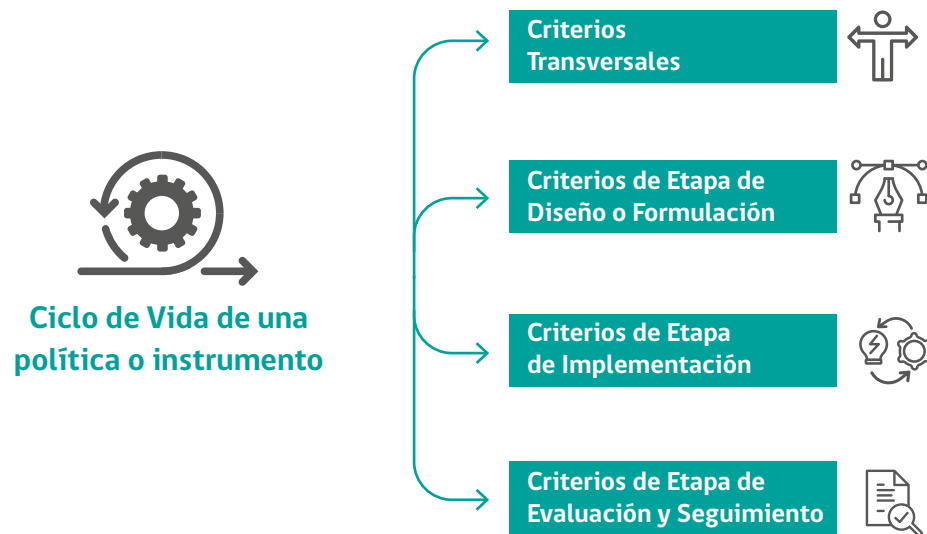 Criterios
Transversales
Criterios de Etapa de
Diseño o Formulación
Ciclo de Vida de una
política o instrumento
Criterios de Etapa
de Implementación
Criterios de Etapa de
Evaluación y Seguimiento